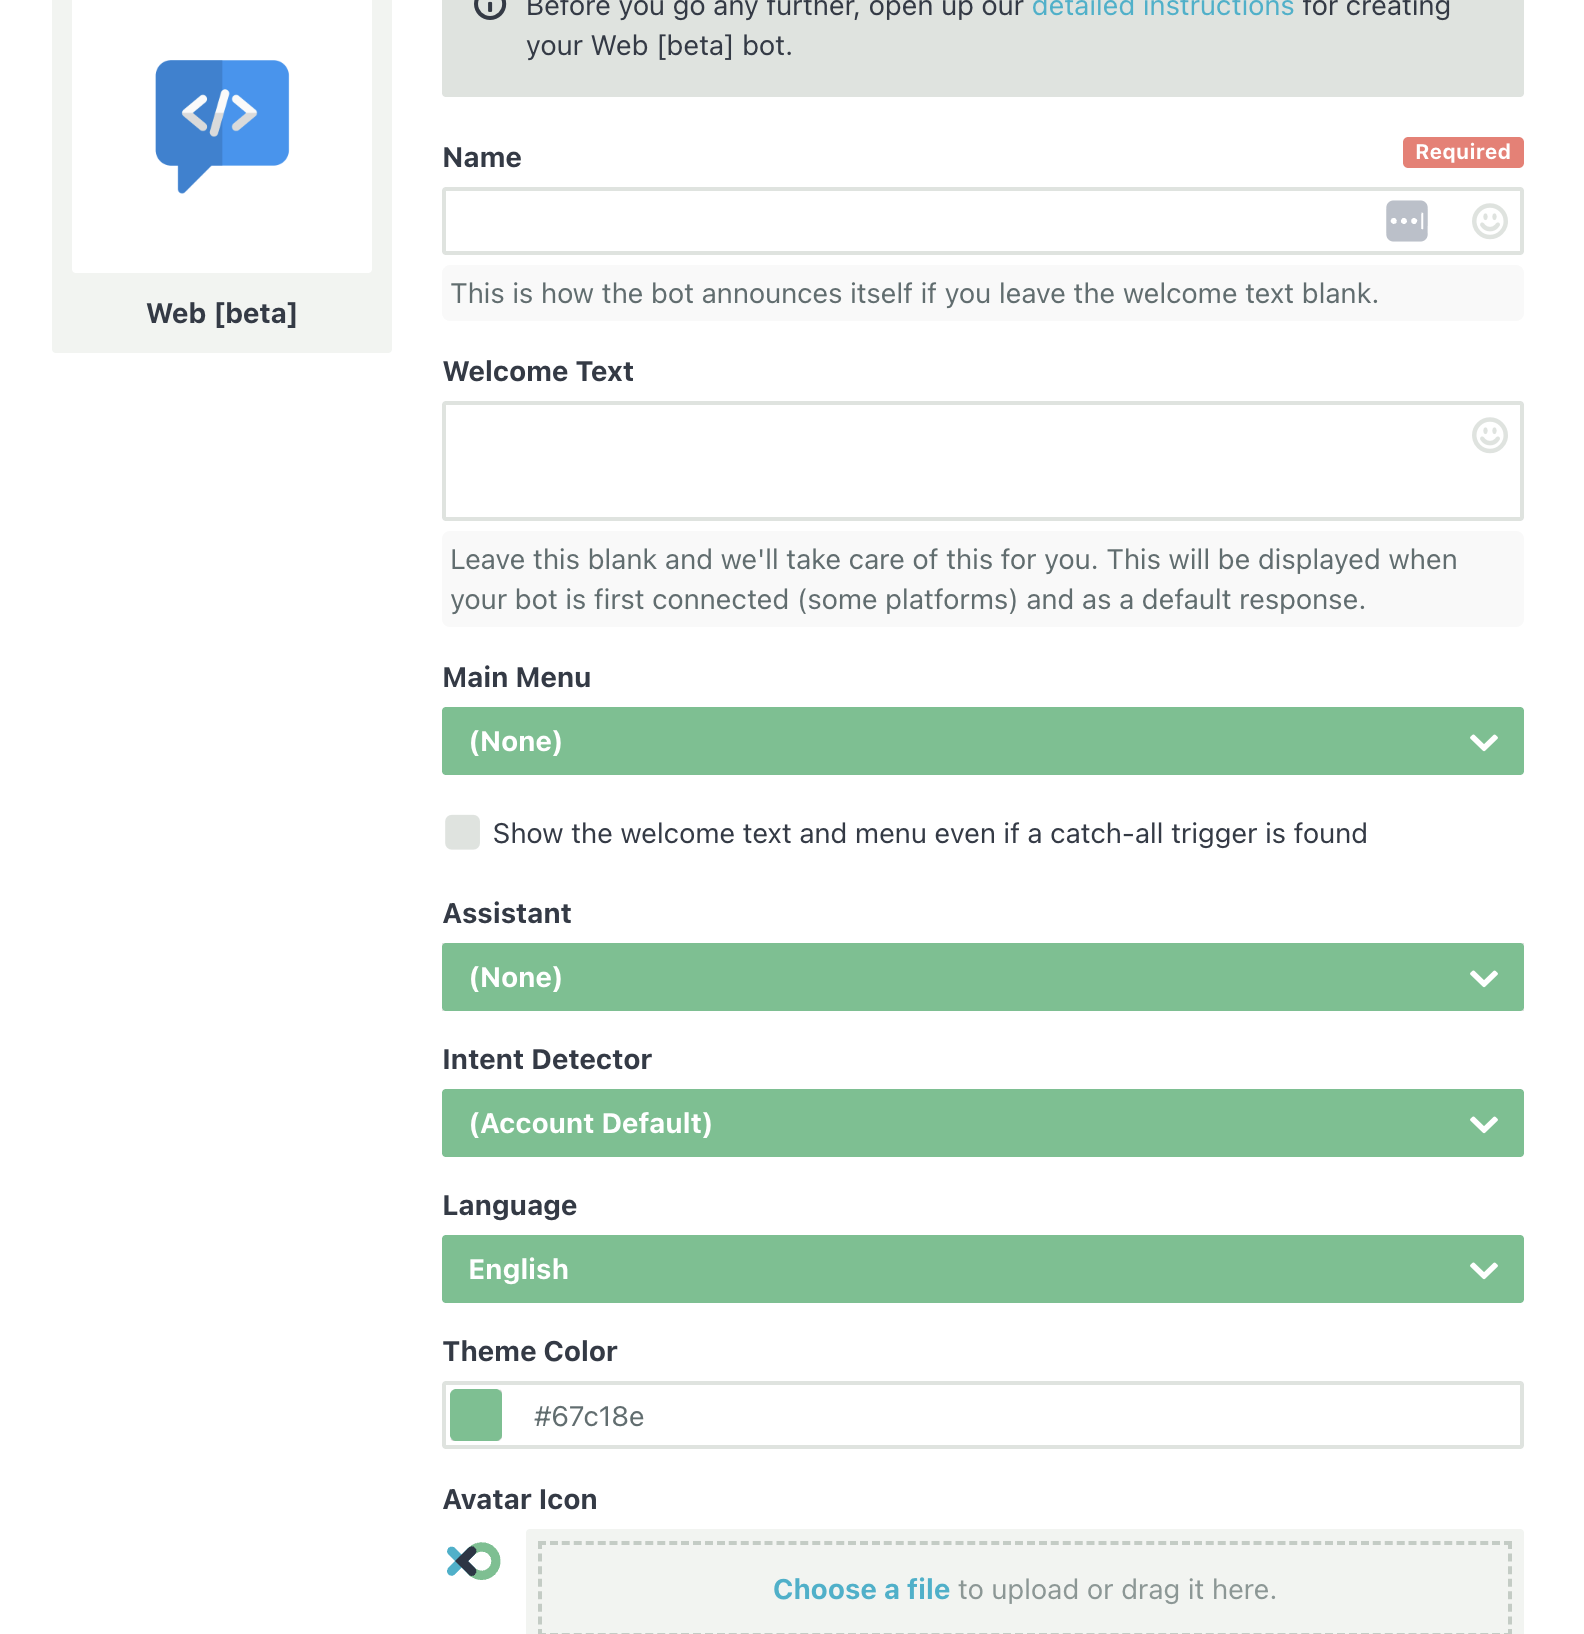 Before you go any further, open up our detailed instructions for creating
your Web [beta] bot.
Web [beta]
Name
Required
This is how the bot announces itself if you leave the welcome text blank.
Welcome Text
Leave this blank and we'll take care of this for you. This will be displayed when
your bot is first connected (some platforms) and as a default response.
Main Menu
(None)
Show the welcome text and menu even if a catch-all trigger is found
Assistant
(None)
Intent Detector
(Account Default)
Language
English
Theme Color
#67c18e
Avatar Icon
Choose a file to upload or drag it here.